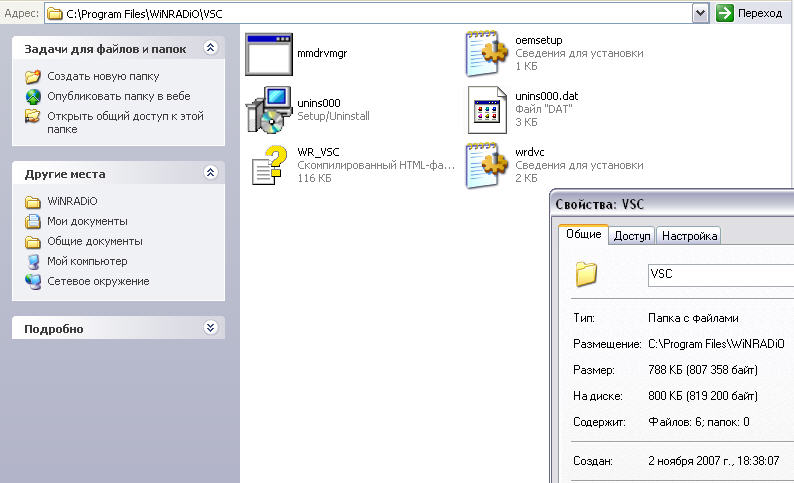 Адрес: C:\Program Files\WiNRADiO\VSC Переход
Задачи для файлов и папок
Создать новую папку
Опубликовать папку в вебе
Открыть общий доступ к этой
папке
Другие места
WiNRADiO
Мои документы
Общие документы
Мой компьютер
Сетевое окружение
Подробно
mmdrvmgr
oemsetup
Сведения для установки
1 КБ
unins000
Setup/Uninstall
unins000.dat
Файл "DAT"
3 КБ
WR_VSC
Скомпилированный HTML-фа...
116 КБ
wrdvc
Сведения для установки
2 КБ
Свойства: VSC
Общие Доступ Настройка
VSC
Тип: Папка с файлами
Размещение: C:\Program Files\WiNRADiO
Размер: 788 КБ (807 358 байт)
На диске: 800 КБ (819 200 байт)
Содержит: Файлов: 6; папок: 0
Создан: 2 ноября 2007 г., 18:38:07